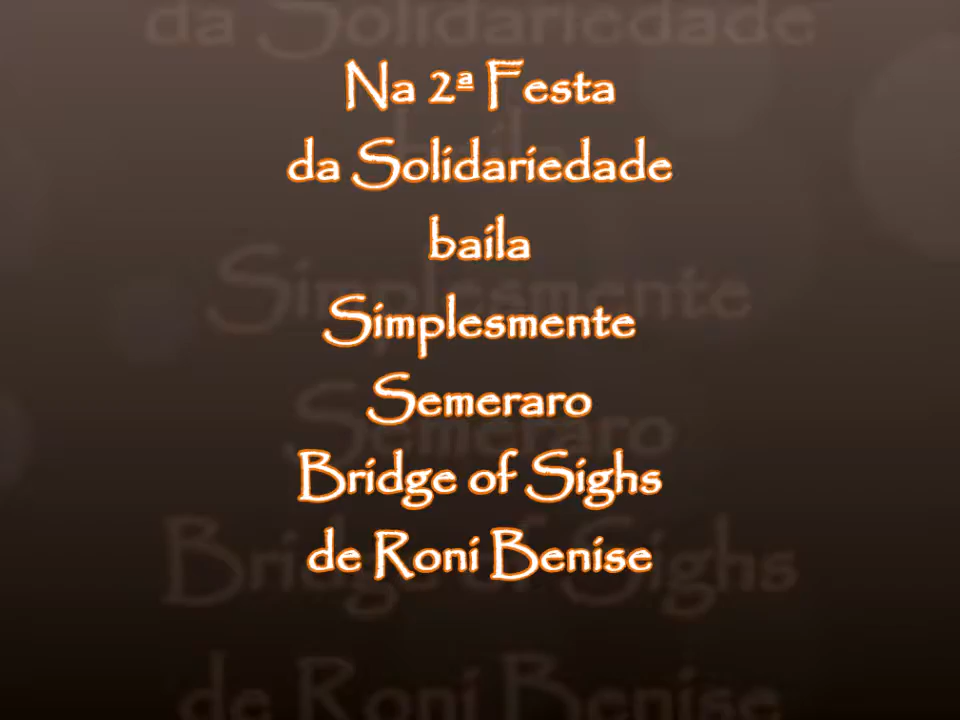 Na 2ª Festa
da Solidariedade
baila
Simplesmente
Semeraro
Bridge of Sighs
de Roni Benise